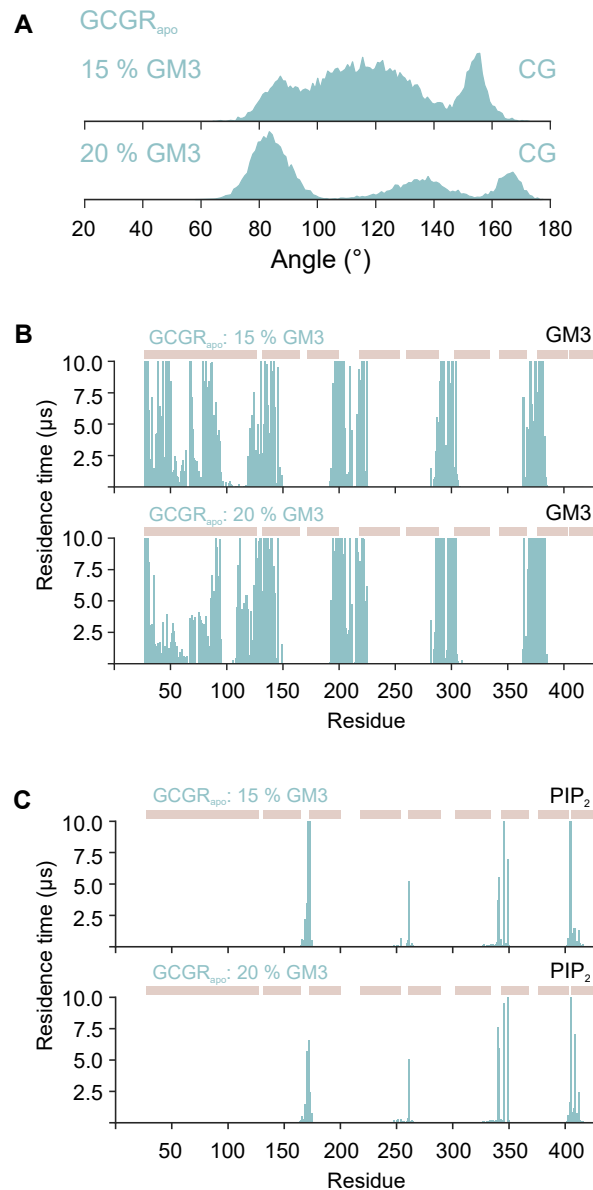 A
GCGRapo
15 % GM3 CG
20 % GM3 CG
20 40 60 80 100 120 140 160 180
Angle (°)
B
GCGRapo: 15 % GM3 GM3
10.0
7.5
5.0
2.5
GCGRapo: 20 % GM3 GM3
10.0
7.5
5.0
2.5
Residence time (µs)
50 100 150 200 250 300 350 400
Residue
C
GCGRapo: 15 % GM3 PIP2
10.0
7.5
5.0
2.5
GCGRapo: 20 % GM3 PIP2
10.0
7.5
5.0
2.5
Residence time (µs)
50 100 150 200 250 300 350 400
Residue